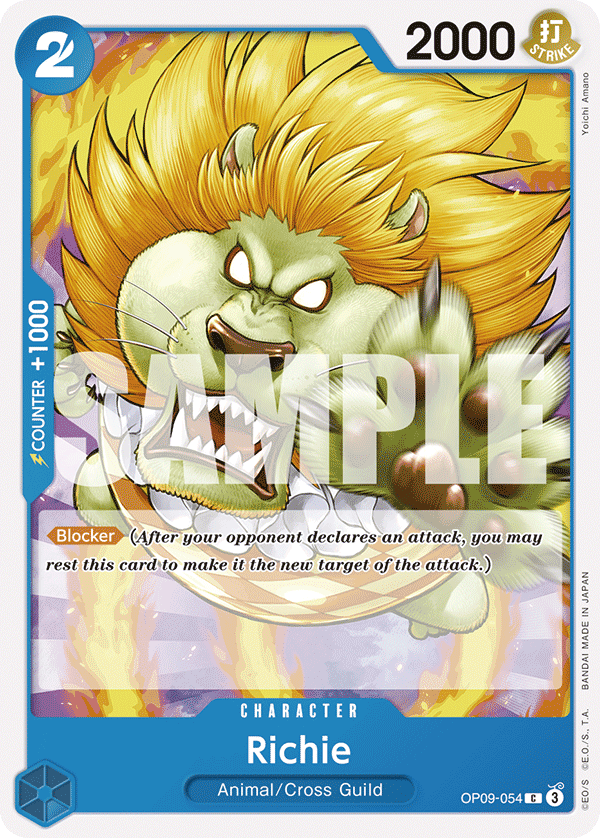 2
2000
打
STRIKE
Yoichi Amano
COUNTER +1000
SAMPLE
Blocker (After your opponent declares an attack, you may
rest this card to make it the new target of the attack.)
BANDAI MADE IN JAPAN
©EO/S ©E.O./S., T.A.
CHARACTER
Richie
Animal/Cross Guild
OP09-054 C 3